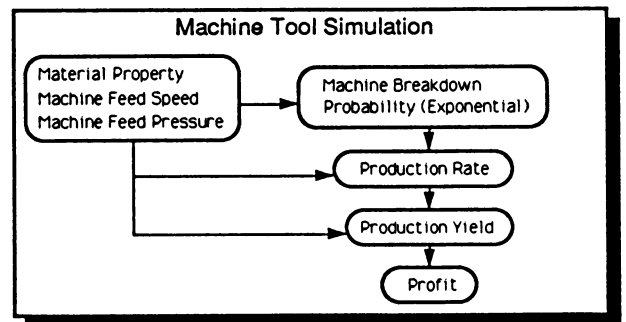 Machine Tool Simulation
Material Property
Machine Feed Speed
Machine Feed Pressure
Machine Breakdown
Probability (Exponential)
Production Rate
Production Yield
Profit